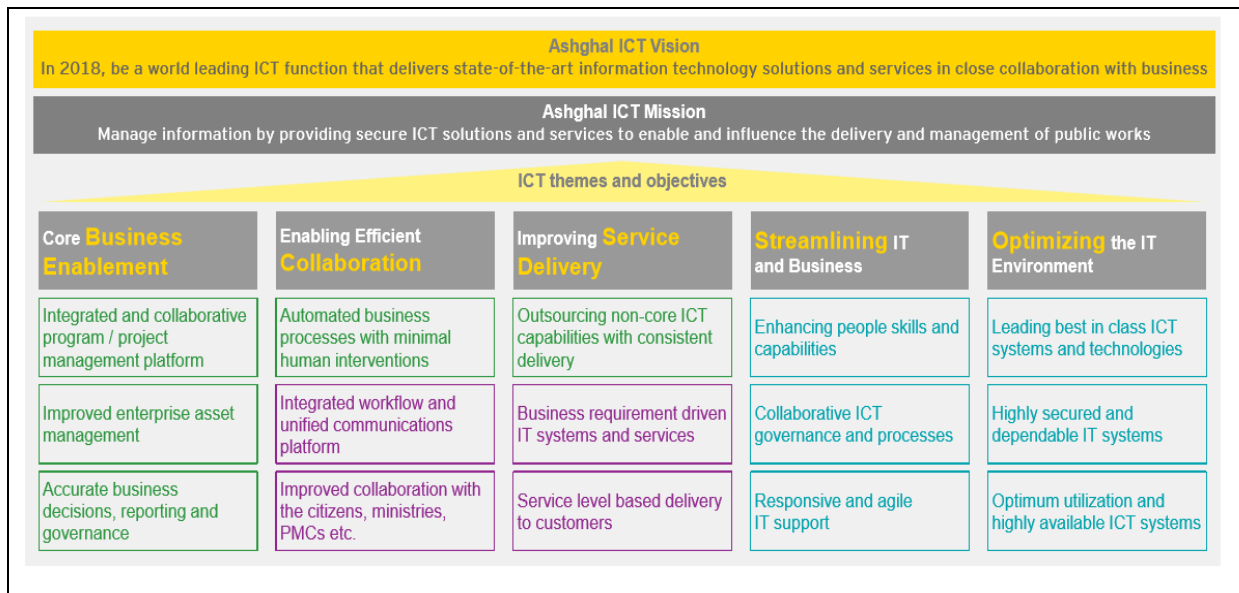 Ashghal ICT Vision
In 2018, be a world leading ICT function that delivers state-of-the-art information technology solutions and services in close collaboration with business
Ashghal ICT Mission
Manage information by providing secure ICT solutions and services to enable and influence the delivery and management of public works
ICT themes and objectives
Core Business
Enablement
Integrated and collaborative
program / project
management platform
Improved enterprise asset
management
Accurate business
decisions, reporting and
governance
Enabling Efficient
Collaboration
Automated business
processes with minimal
human interventions
Integrated workflow and
unified communications
platform
Improved collaboration with
the citizens, ministries,
PMCs etc.
Improving Service
Delivery
Outsourcing non-core ICT
capabilities with consistent
delivery
Business requirement driven
IT systems and services
Service level based delivery
to customers
Streamlining IT
and Business
Enhancing people skills and
capabilities
Collaborative ICT
governance and processes
Responsive and agile
IT support
Optimizing the IT
Environment
Leading best in class ICT
systems and technologies
Highly secured and
dependable IT systems
Optimum utilization and
highly available ICT systems